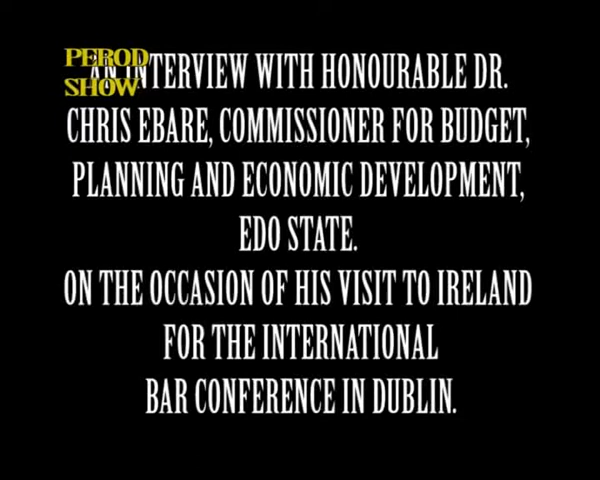 PEROD
SHOW
AN INTERVIEW WITH HONOURABLE DR.
CHRIS EBARE, COMMISSIONER FOR BUDGET,
PLANNING AND ECONOMIC DEVELOPMENT,
EDO STATE.
ON THE OCCASION OF HIS VISIT TO IRELAND
FOR THE INTERNATIONAL
BAR CONFERENCE IN DUBLIN.